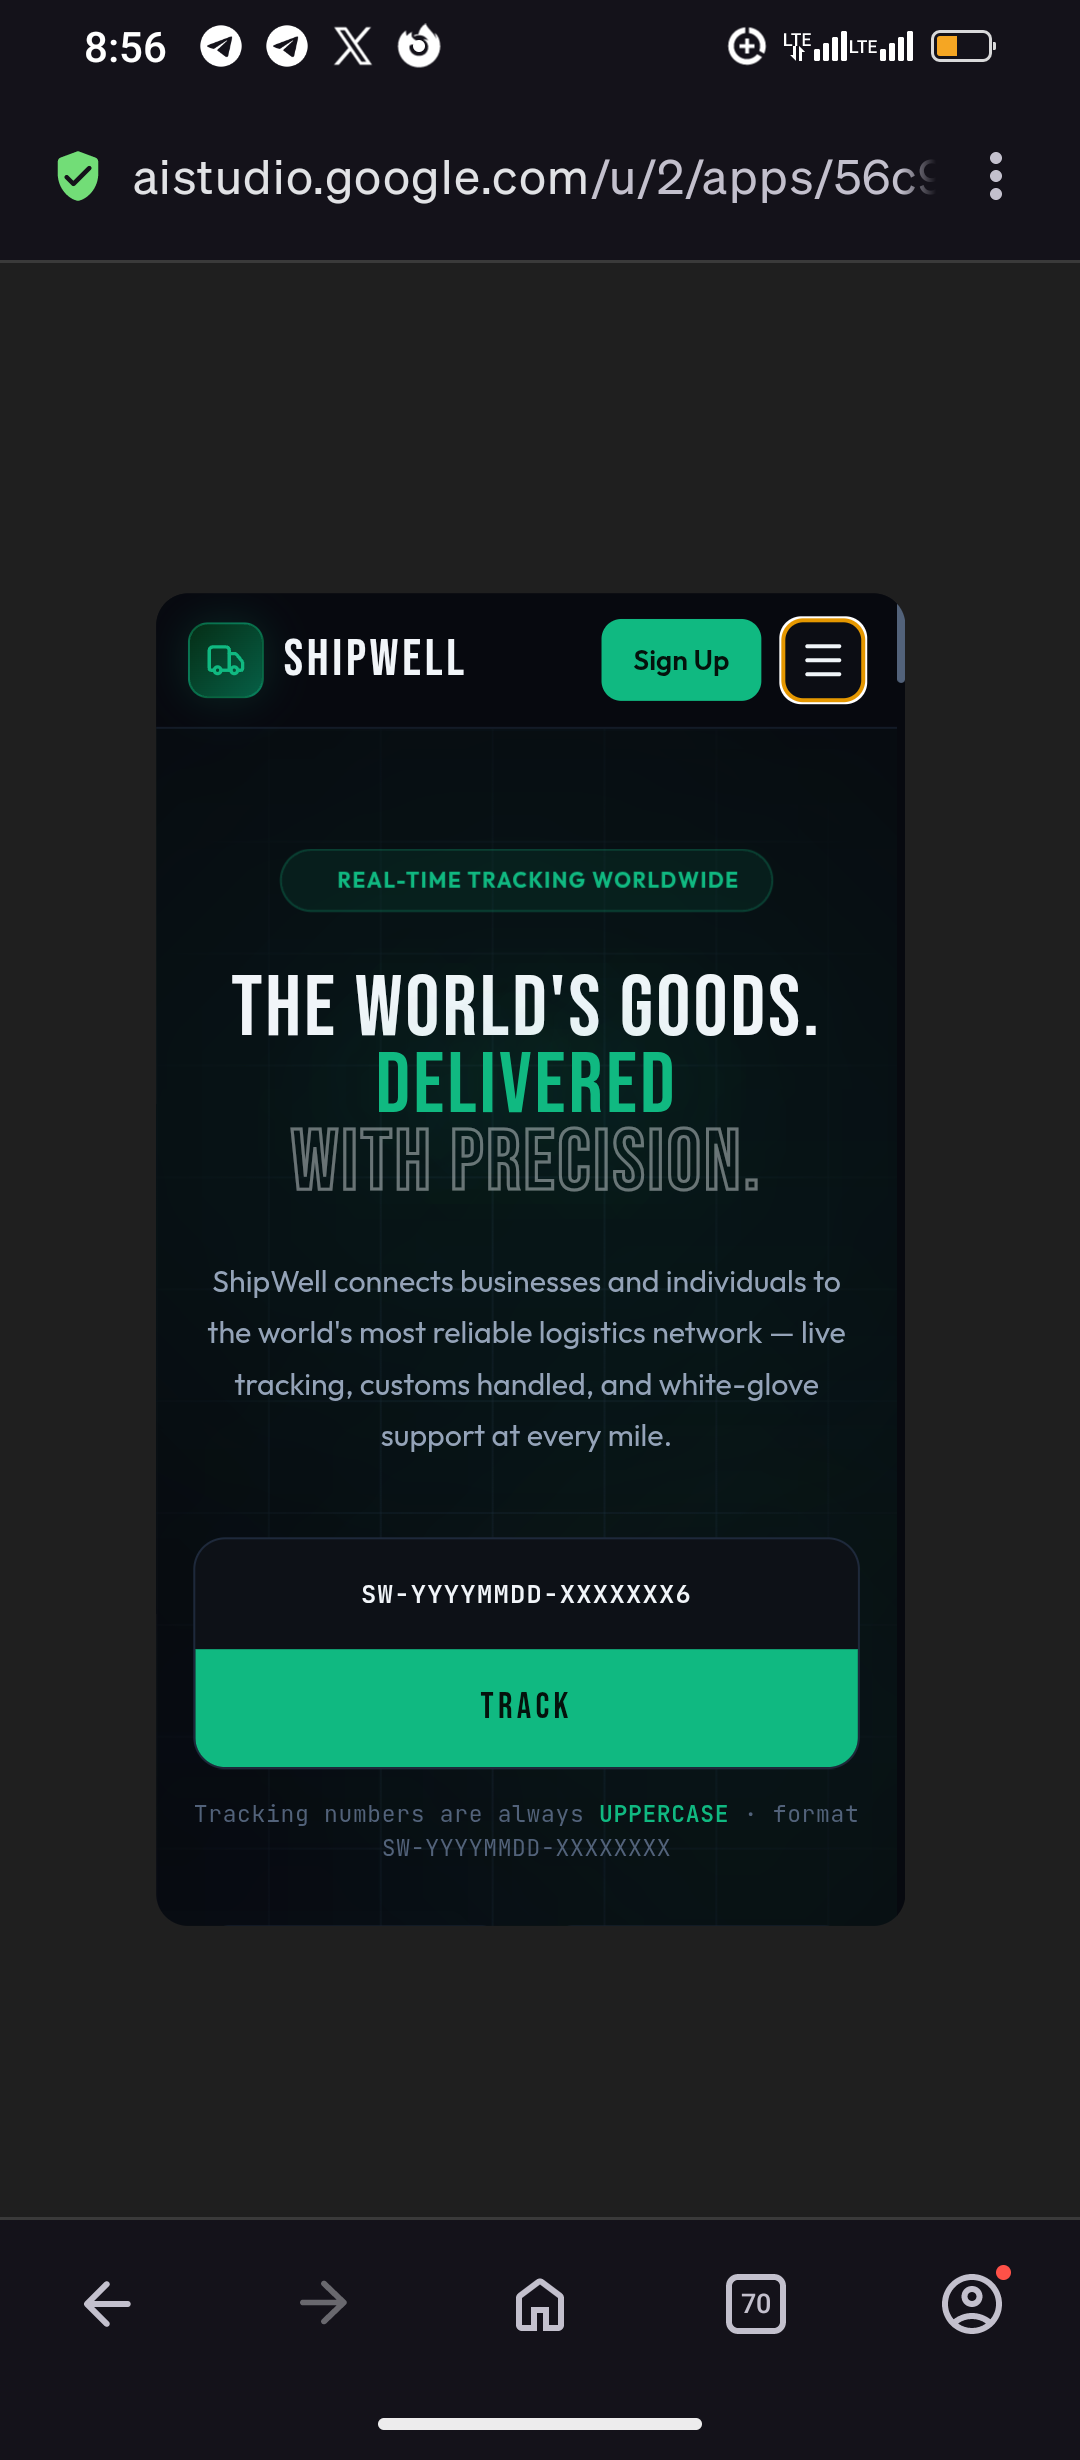 8:56
LTE
LTE
aistudio.google.com/u/2/apps/56c9
SHIPWELL
Sign Up
REAL-TIME TRACKING WORLDWIDE
THE WORLD'S GOODS.
DELIVERED
WITH PRECISION.
ShipWell connects businesses and individuals to
the world's most reliable logistics network — live
tracking, customs handled, and white-glove
support at every mile.
SW-YYYYMMDD-XXXXXXX6
TRACK
Tracking numbers are always UPPERCASE · format
SW-YYYYMMDD-XXXXXXXX
70